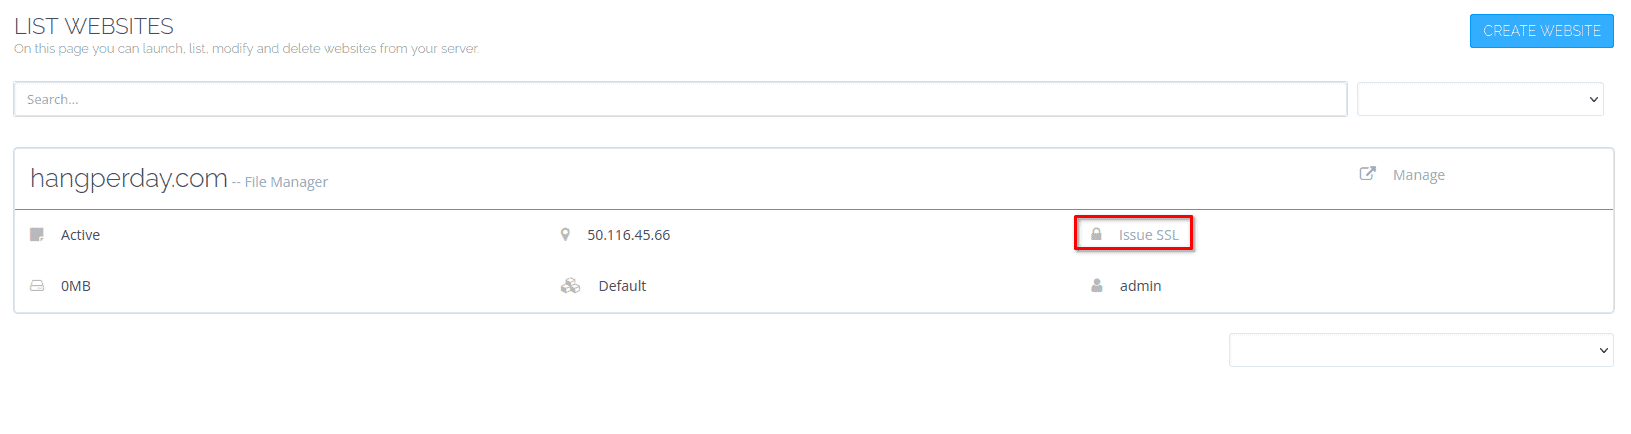 LIST WEBSITES
On this page you can launch, list, modify and delete websites from your server.
CREATE WEBSITE
Search...
hangperday.com -- File Manager
Manage
Active
50.116.45.66
Issue SSL
0MB
Default
admin